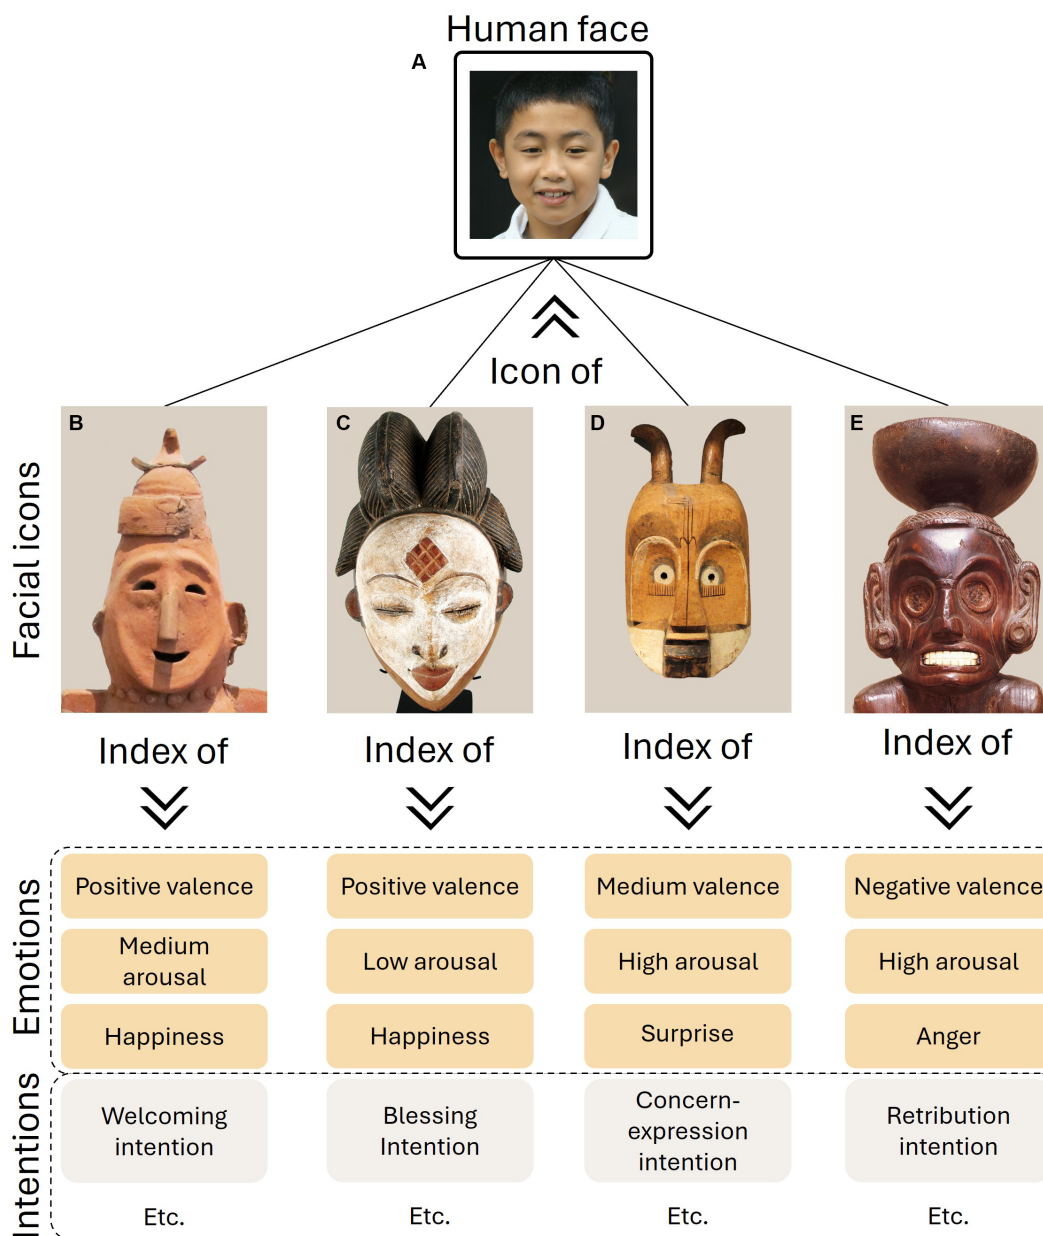 Human face
A
Icon of
Facial icons
B
C
D
E
Index of
Index of
Index of
Index of
Emotions
Positive valence
Positive valence
Medium valence
Negative valence
Medium
arousal
Low arousal
High arousal
High arousal
Happiness
Happiness
Surprise
Anger
Intentions
Welcoming
intention
Blessing
Intention
Concern-
expression
intention
Retribution
intention
Etc.
Etc.
Etc.
Etc.